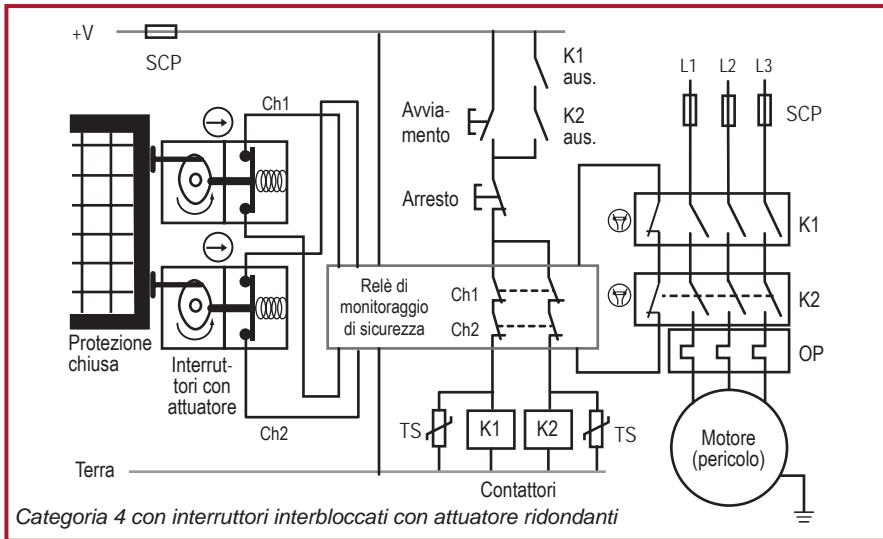 +V
SCP
Ch1
K1
aus.
Avvia-
mento
K2
aus.
L1
L2
L3
SCP
Arresto
K1
Relè di
monitoraggio
di sicurezza
Ch1
Ch2
K2
Protezione
chiusa
Interrut-
tori con
attuatore
OP
Ch2
TS
K1
K2
TS
Motore
(pericolo)
Terra
Contattori
Categoria 4 con interruttori interbloccati con attuatore ridondanti